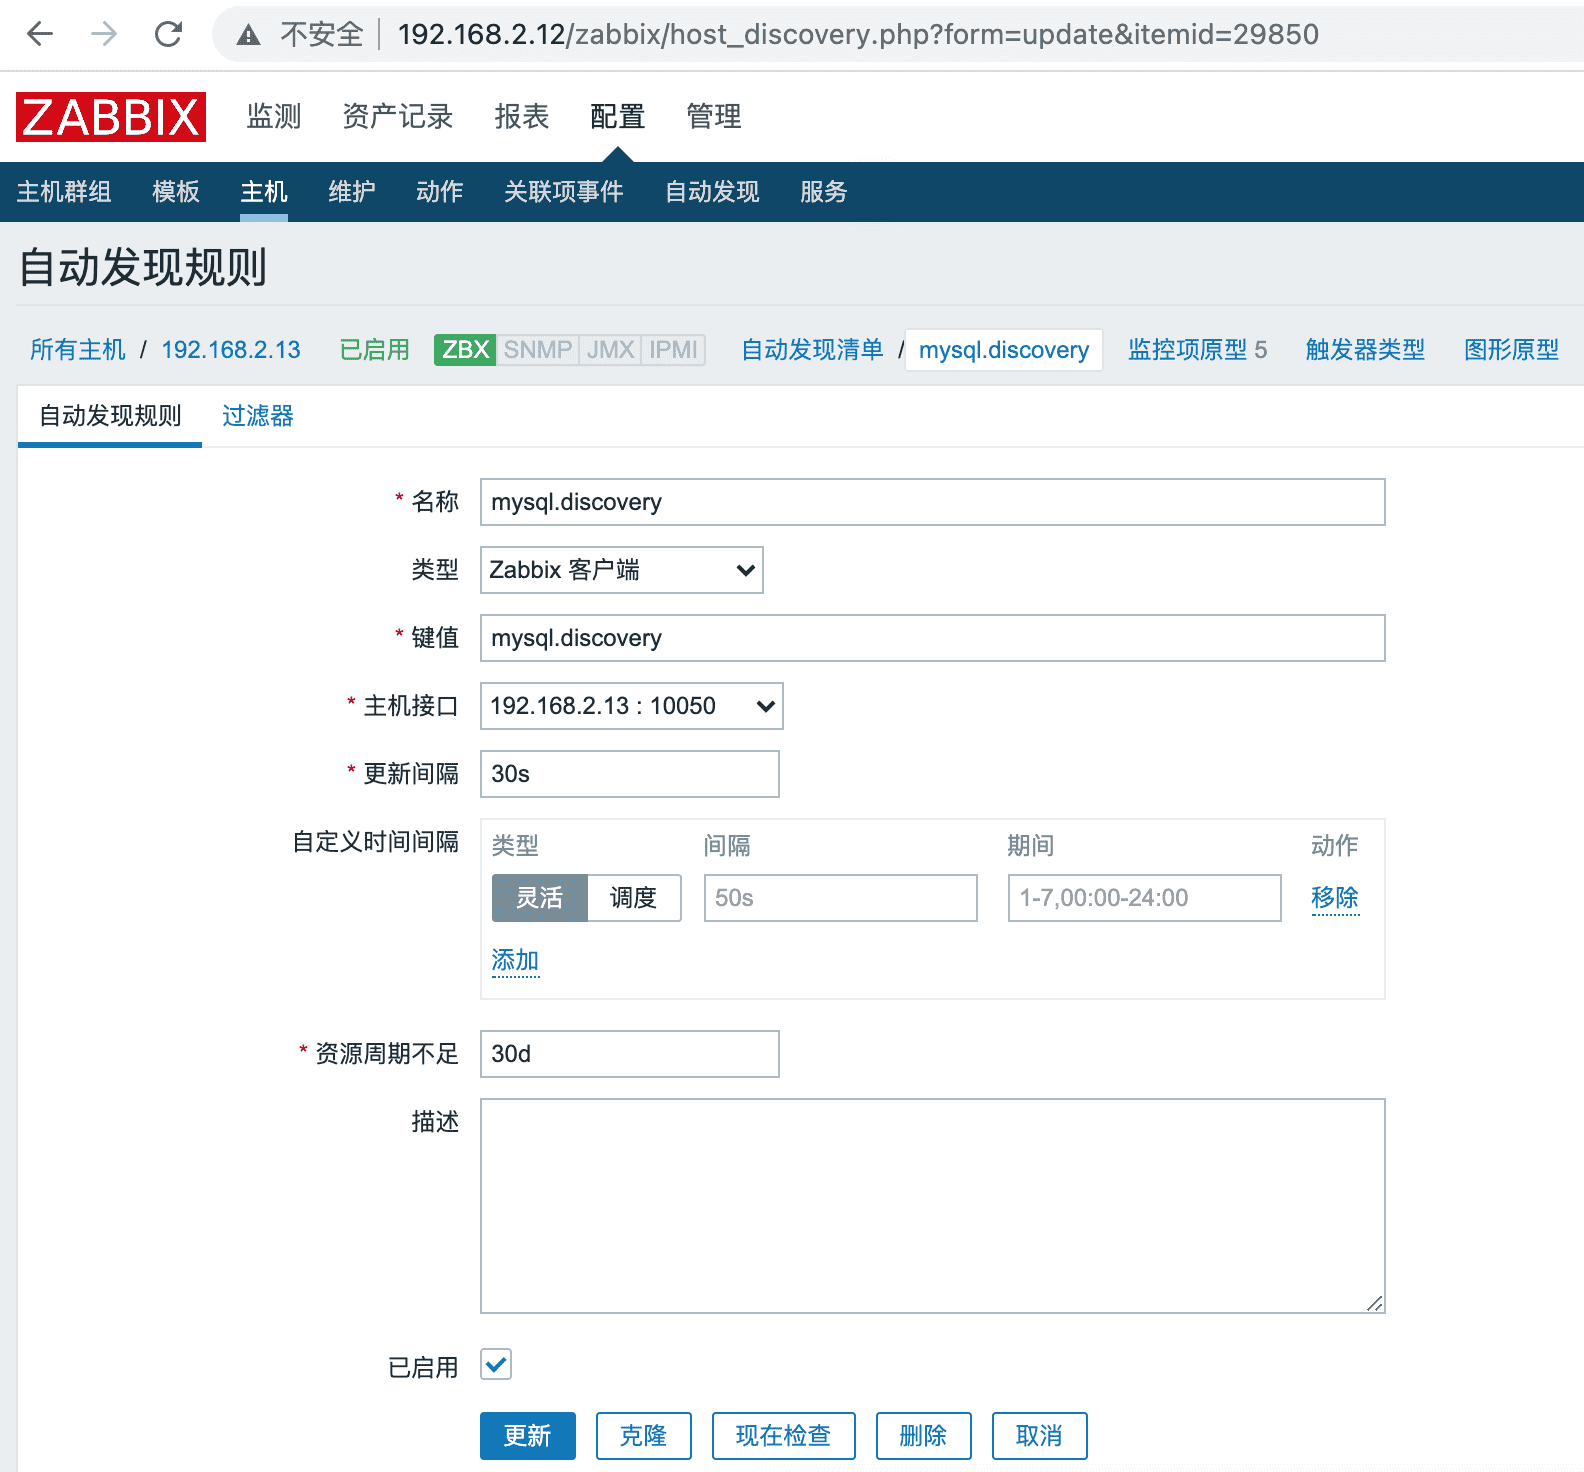 不安全 192.168.2.12/zabbix/host_discovery.php?form=update&itemid=29850
ZABBIX 监测 资产记录 报表 配置 管理
主机群组 模板 主机 维护 动作 关联项事件 自动发现 服务
自动发现规则
所有主机 / 192.168.2.13 已启用 ZBX SNMP JMX IPMI 自动发现清单 / mysql.discovery 监控项原型 5 触发器类型 图形原型
自动发现规则 过滤器
* 名称 mysql.discovery
类型 Zabbix 客户端
* 键值 mysql.discovery
* 主机接口 192.168.2.13 : 10050
* 更新间隔 30s
自定义时间间隔 类型 间隔 期间 动作
灵活 调度 50s 1-7,00:00-24:00 移除
添加
* 资源周期不足 30d
描述
已启用
更新 克隆 现在检查 删除 取消